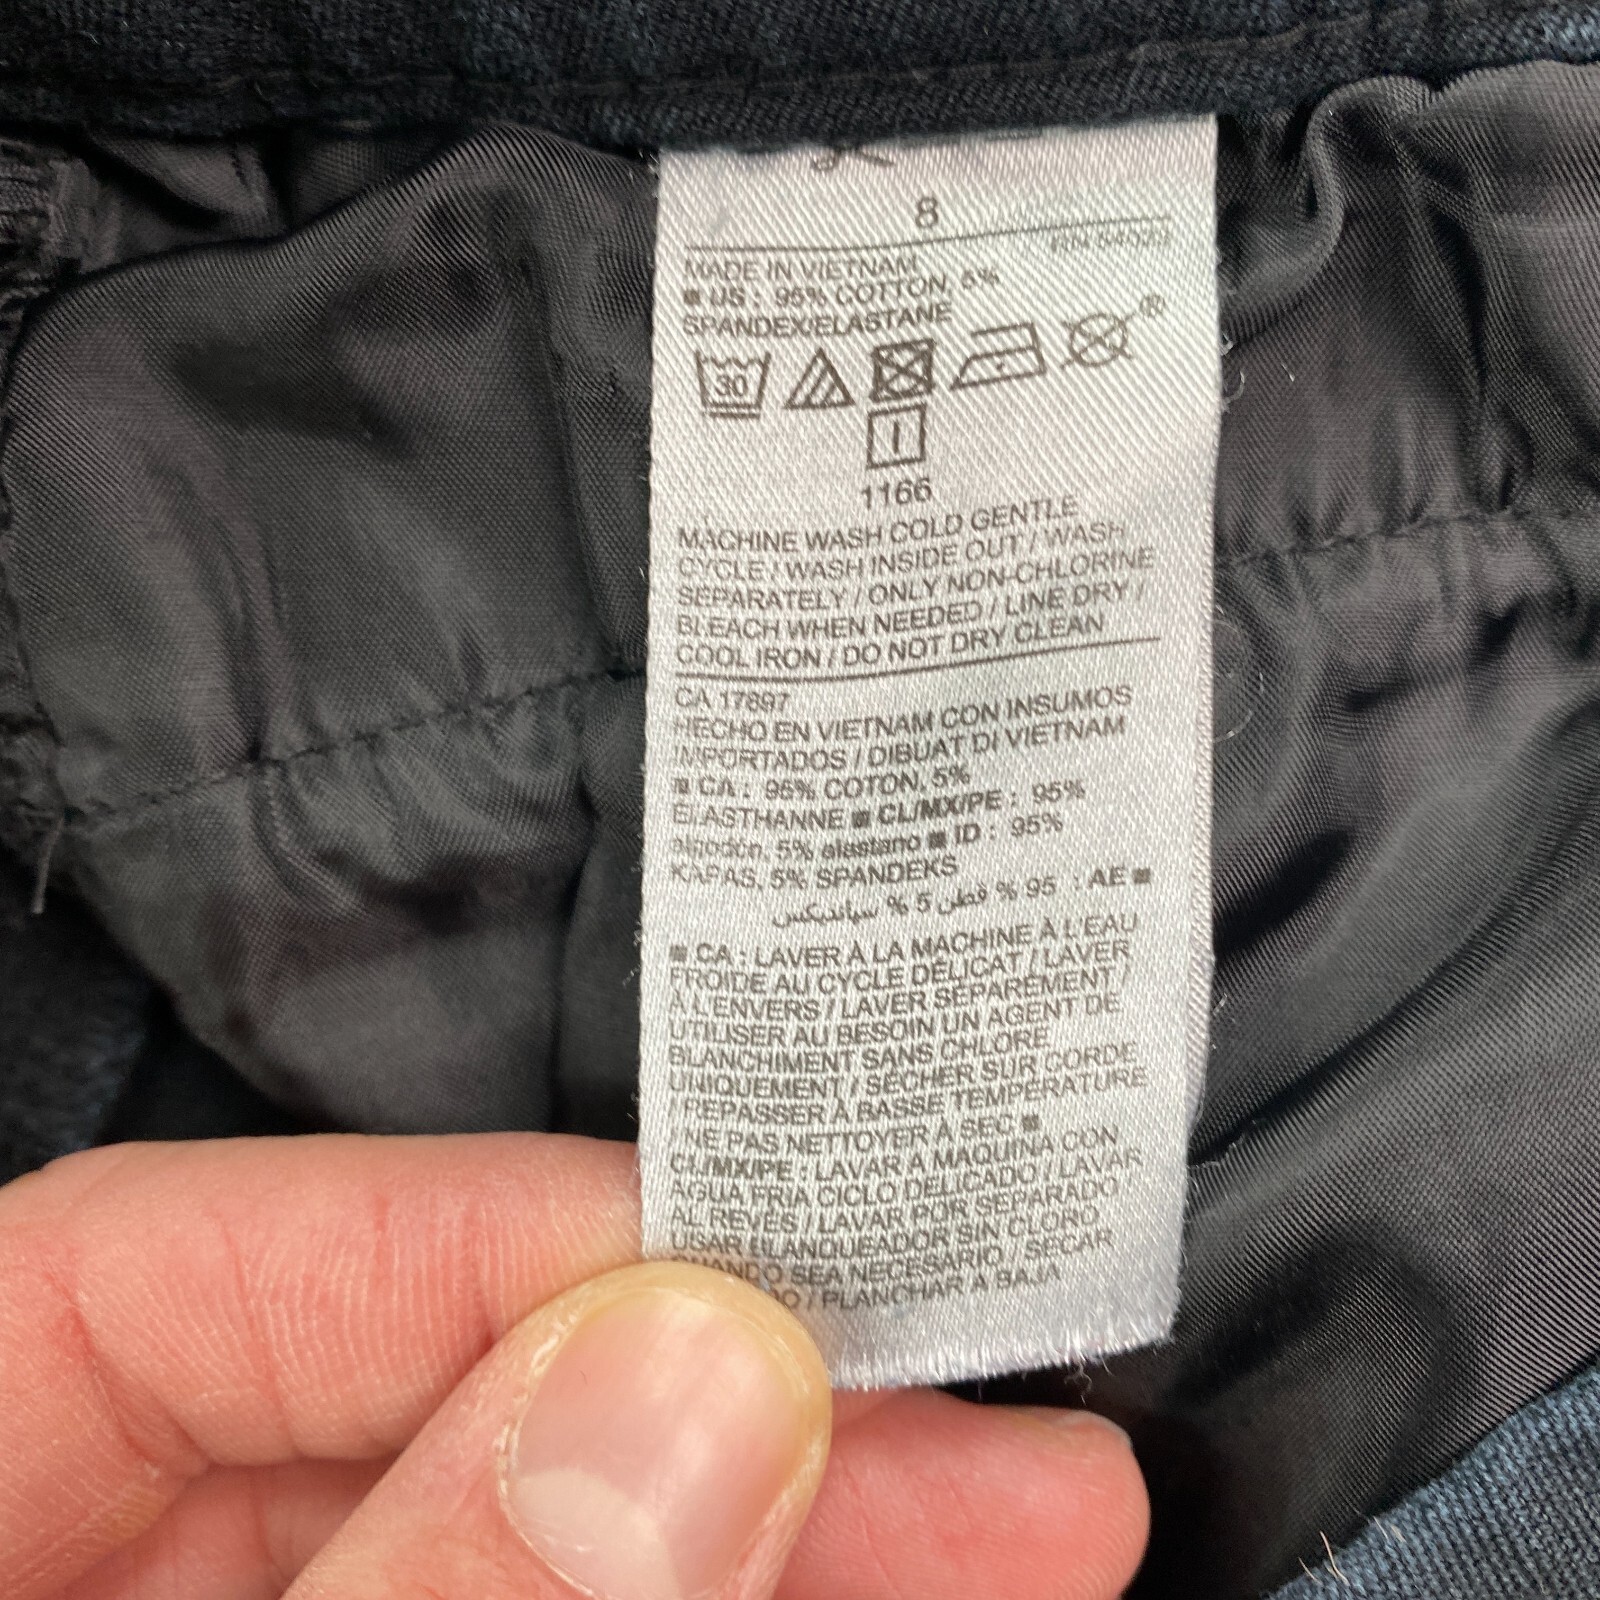 8
RN 54023
MADE IN VIETNAM
■ US : 95% COTTON, 5%
SPANDEX/ELASTANE
30
®
1166
MACHINE WASH COLD GENTLE
CYCLE / WASH INSIDE OUT / WASH
SEPARATELY / ONLY NON-CHLORINE
BLEACH WHEN NEEDED / LINE DRY /
COOL IRON / DO NOT DRY CLEAN
CA 17897
HECHO EN VIETNAM CON INSUMOS
IMPORTADOS / DIBUAT DI VIETNAM
■ CA : 95% COTON, 5%
ELASTHANNE ■ CL/MX/PE : 95%
algodón, 5% elastano ■ ID : 95%
KAPAS, 5% SPANDEKS
■ AE : 95 % قطن 5 % سباندیکس
■ CA : LAVER À LA MACHINE À L'EAU
FROIDE AU CYCLE DÉLICAT / LAVER
À L'ENVERS / LAVER SÉPARÉMENT /
UTILISER AU BESOIN UN AGENT DE
BLANCHIMENT SANS CHLORE
UNIQUEMENT / SÉCHER SUR CORDE
/ REPASSER À BASSE TEMPÉRATURE
/ NE PAS NETTOYER À SEC ■
CL/MX/PE : LAVAR A MAQUINA CON
AGUA FRIA CICLO DELICADO / LAVAR
AL REVÉS / LAVAR POR SEPARADO
USAR BLANQUEADOR SIN CLORO
CUANDO SEA NECESARIO / SECAR
/ PLANCHAR A BAJA